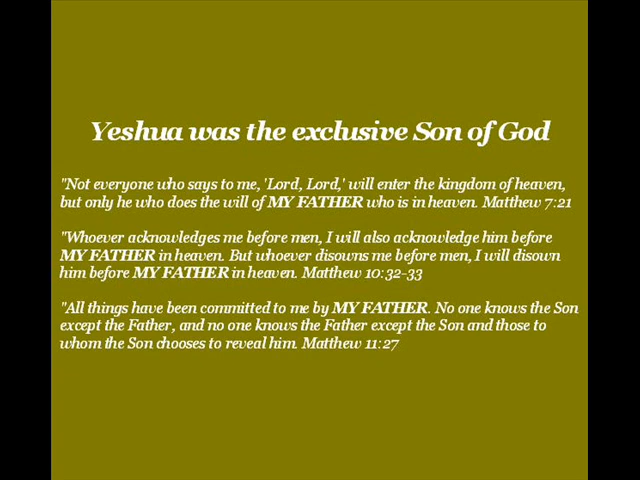 Yeshua was the exclusive Son of God
"Not everyone who says to me, 'Lord, Lord,' will enter the kingdom of heaven,
but only he who does the will of MY FATHER who is in heaven. Matthew 7:21
"Whoever acknowledges me before men, I will also acknowledge him before
MY FATHER in heaven. But whoever disowns me before men, I will disown
him before MY FATHER in heaven. Matthew 10:32-33
"All things have been committed to me by MY FATHER. No one knows the Son
except the Father, and no one knows the Father except the Son and those to
whom the Son chooses to reveal him. Matthew 11:27